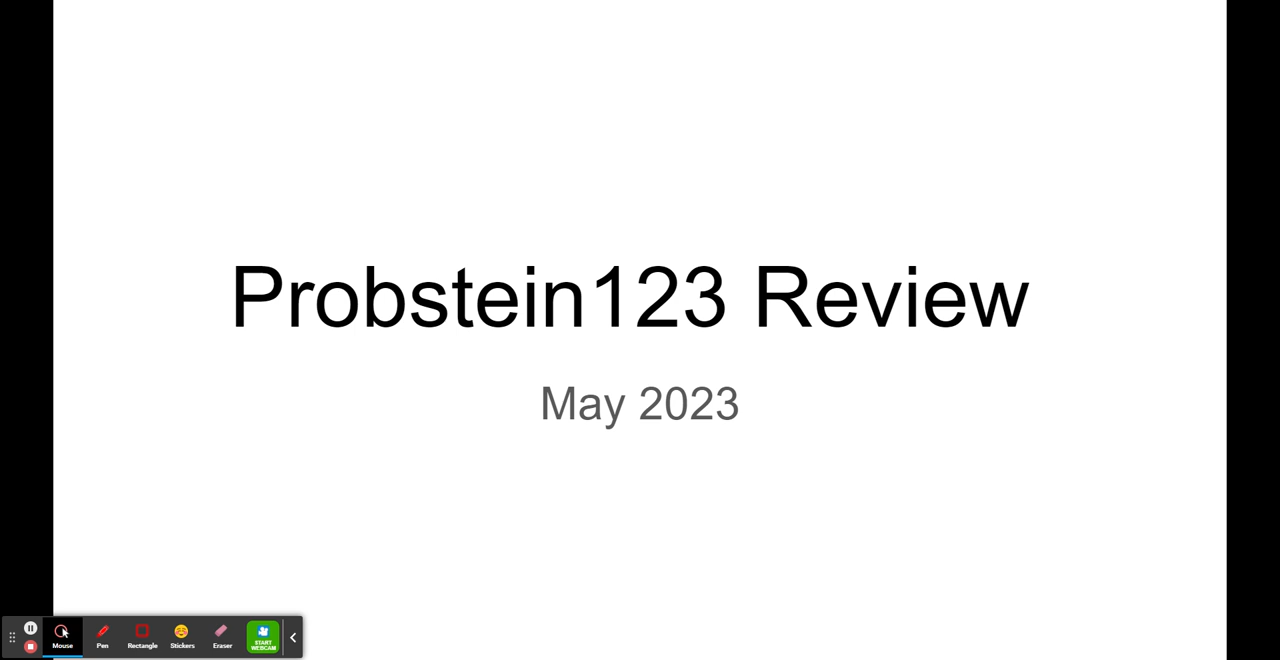 Probstein123 Review
May 2023
Mouse
Pen
Rectangle
Stickers
Eraser
START
WEBCAM